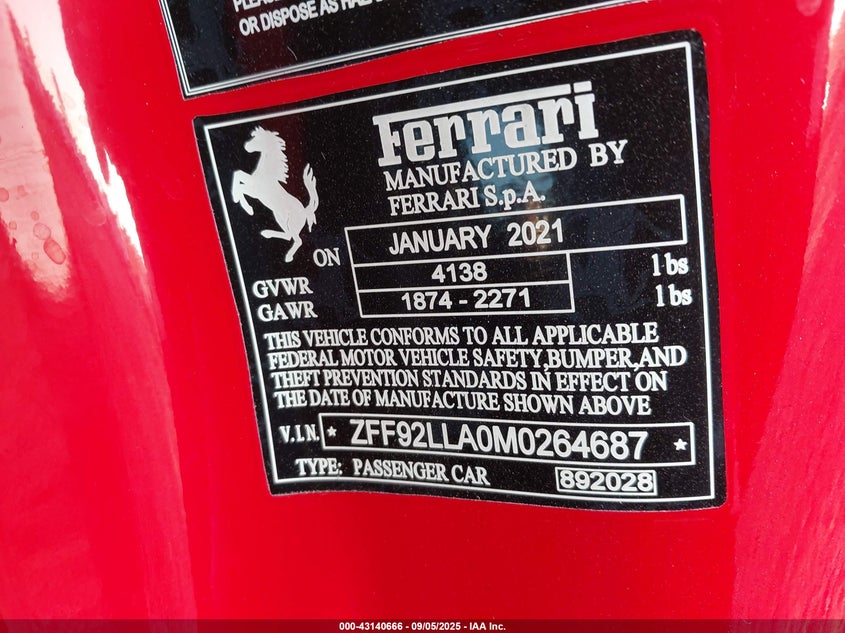 OR DISPOSE AS
Ferrari
MANUFACTURED BY
FERRARI S.p.A.
ON JANUARY 2021
GVWR 4138 lbs
GAWR 1874 - 2271 lbs
THIS VEHICLE CONFORMS TO ALL APPLICABLE
FEDERAL MOTOR VEHICLE SAFETY,BUMPER,AND
THEFT PREVENTION STANDARDS IN EFFECT ON
THE DATE OF MANUFACTURE SHOWN ABOVE
V.I.N. * ZFF92LLA0M0264687 *
TYPE: PASSENGER CAR 892028
000-43140666 - 09/05/2025 - IAA Inc.